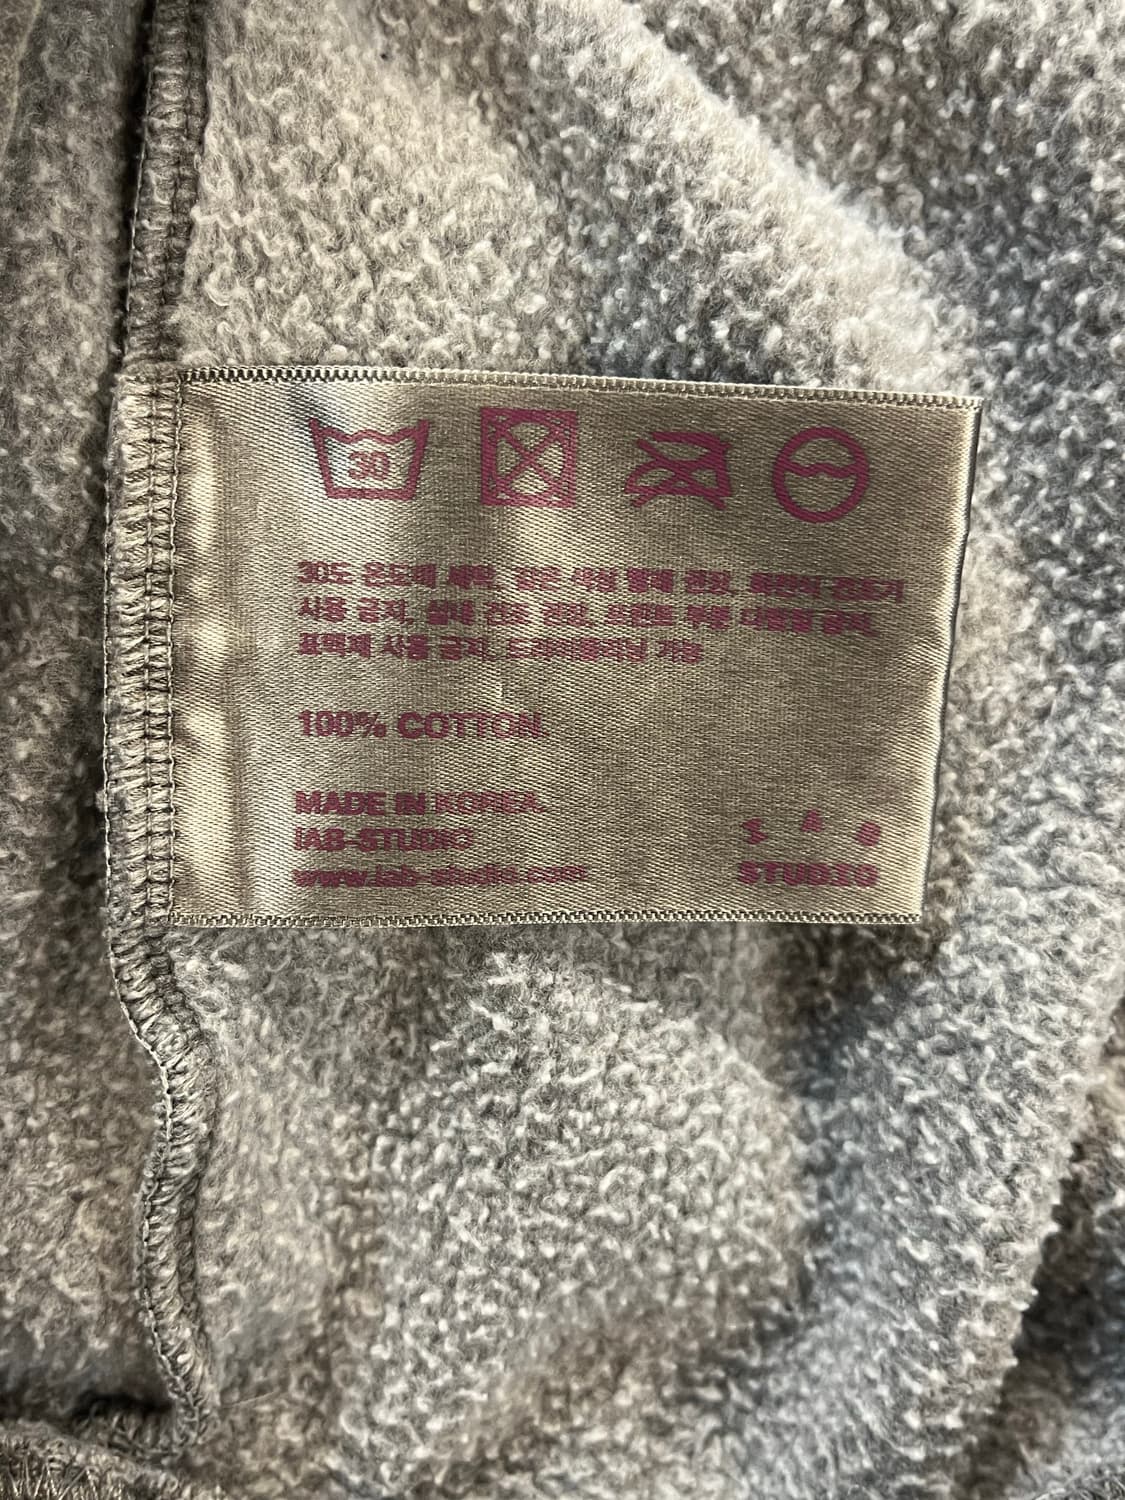 30
30도 온도에 세탁, 같은 색상 빨래 권장, 회전식 건조기
사용 금지, 실내 건조 권장, 프린트 부분 다림질 금지,
표백제 사용 금지, 드라이클리닝 가능
100% COTTON.
MADE IN KOREA.
IAB-STUDIO
www.iab-studio.com
I A B
STUDIO